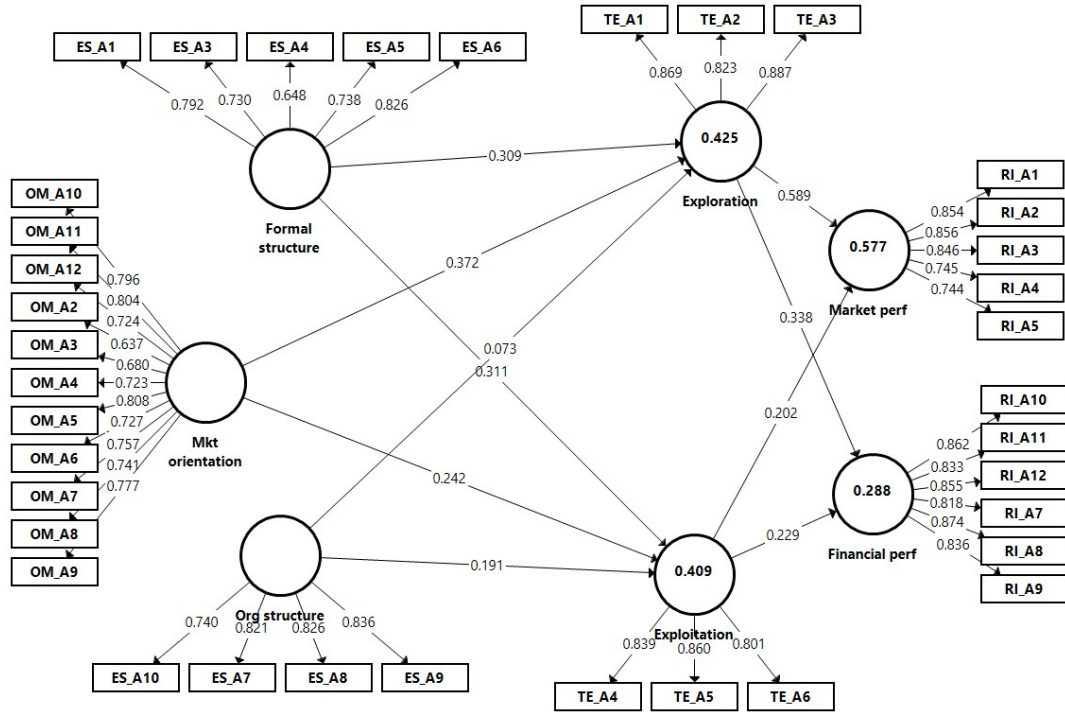 TE_A1
TE_A2
TE_A3
ES_A1
ES_A3
ES_A4
ES_A5
ES_A6
0.869
0.823
0.887
0.792
0.730
0.648
0.738
0.826
0.425
0.309
Exploration
Formal
structure
0.589
RI_A1
RI_A2
RI_A3
RI_A4
RI_A5
0.854
0.856
0.846
0.745
0.744
0.577
Market perf
OM_A10
OM_A11
OM_A12
OM_A2
OM_A3
OM_A4
OM_A5
OM_A6
OM_A7
OM_A8
OM_A9
0.796
0.804
0.724
0.637
0.680
0.723
0.808
0.727
0.757
0.741
0.777
Mkt
orientation
0.372
0.338
0.073
0.311
0.202
0.242
RI_A10
RI_A11
RI_A12
RI_A7
RI_A8
RI_A9
0.862
0.833
0.855
0.818
0.874
0.836
0.288
Financial perf
0.229
0.191
0.409
Exploitation
Org structure
0.740
0.821
0.826
0.836
0.839
0.860
0.801
ES_A10
ES_A7
ES_A8
ES_A9
TE_A4
TE_A5
TE_A6